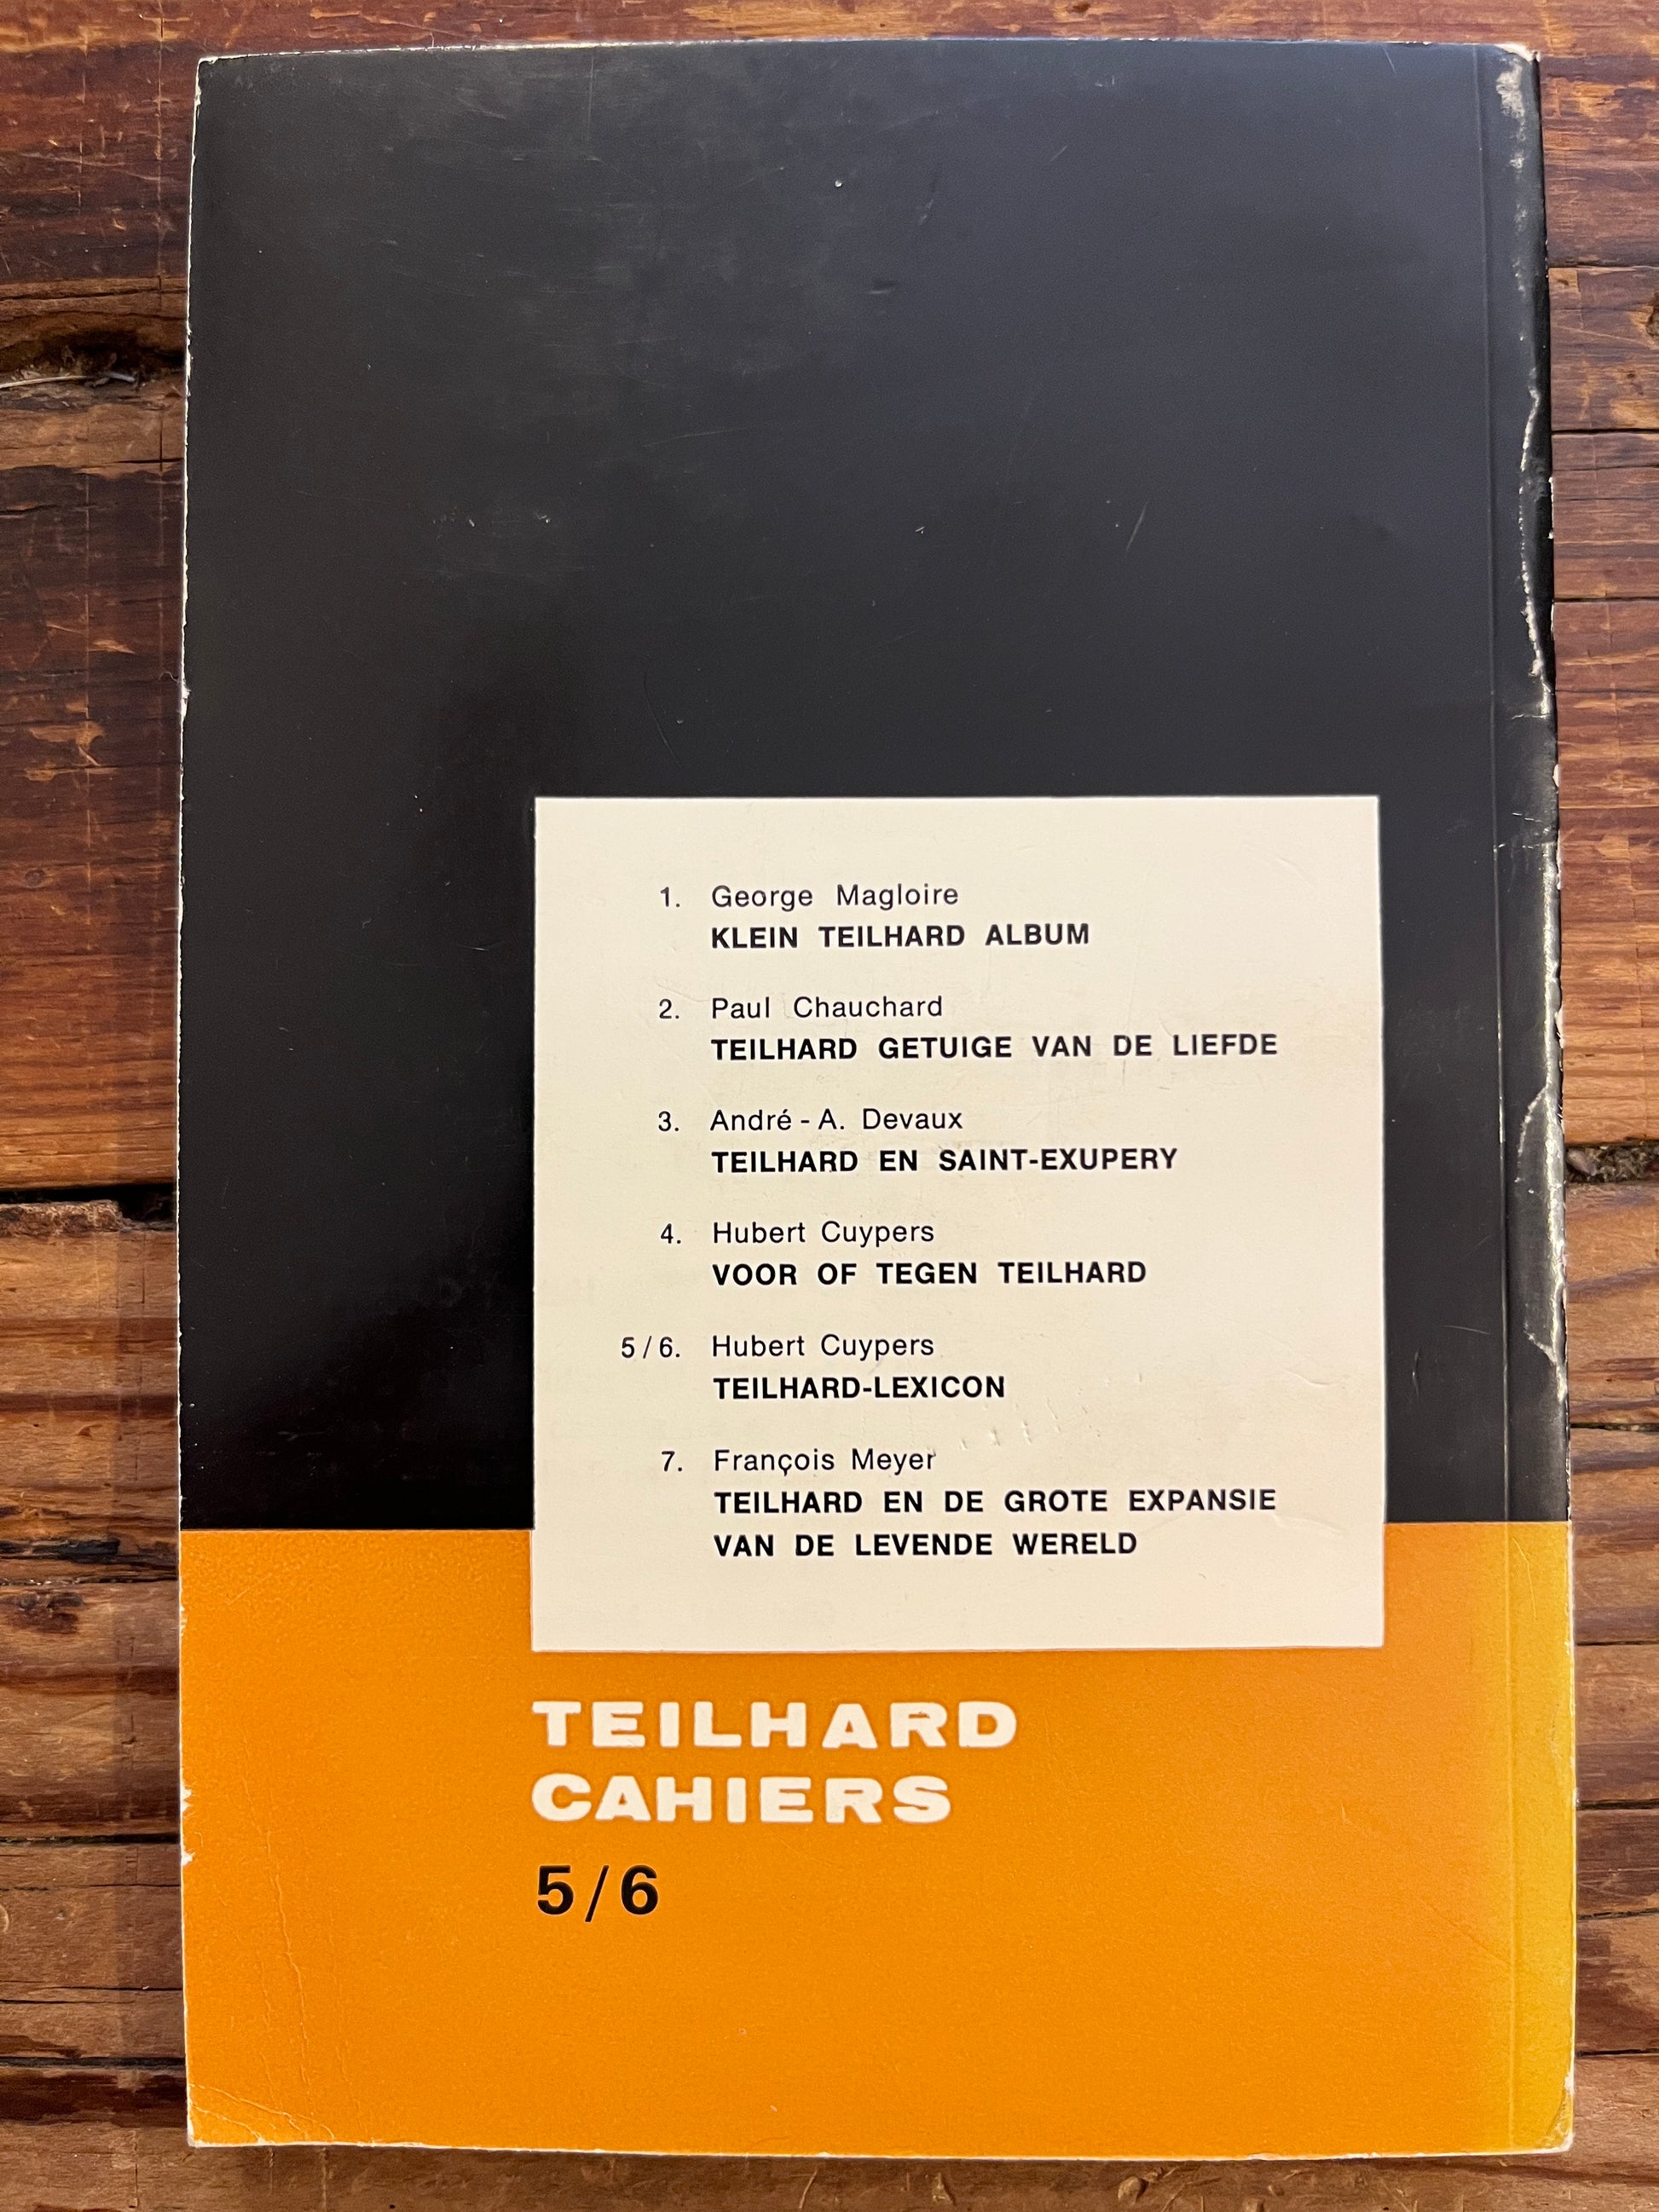 1. George Magloire
KLEIN TEILHARD ALBUM
2. Paul Chauchard
TEILHARD GETUIGE VAN DE LIEFDE
3. André - A. Devaux
TEILHARD EN SAINT-EXUPERY
4. Hubert Cuypers
VOOR OF TEGEN TEILHARD
5 / 6. Hubert Cuypers
TEILHARD-LEXICON
7. François Meyer
TEILHARD EN DE GROTE EXPANSIE
VAN DE LEVENDE WERELD
TEILHARD
CAHIERS
5 / 6